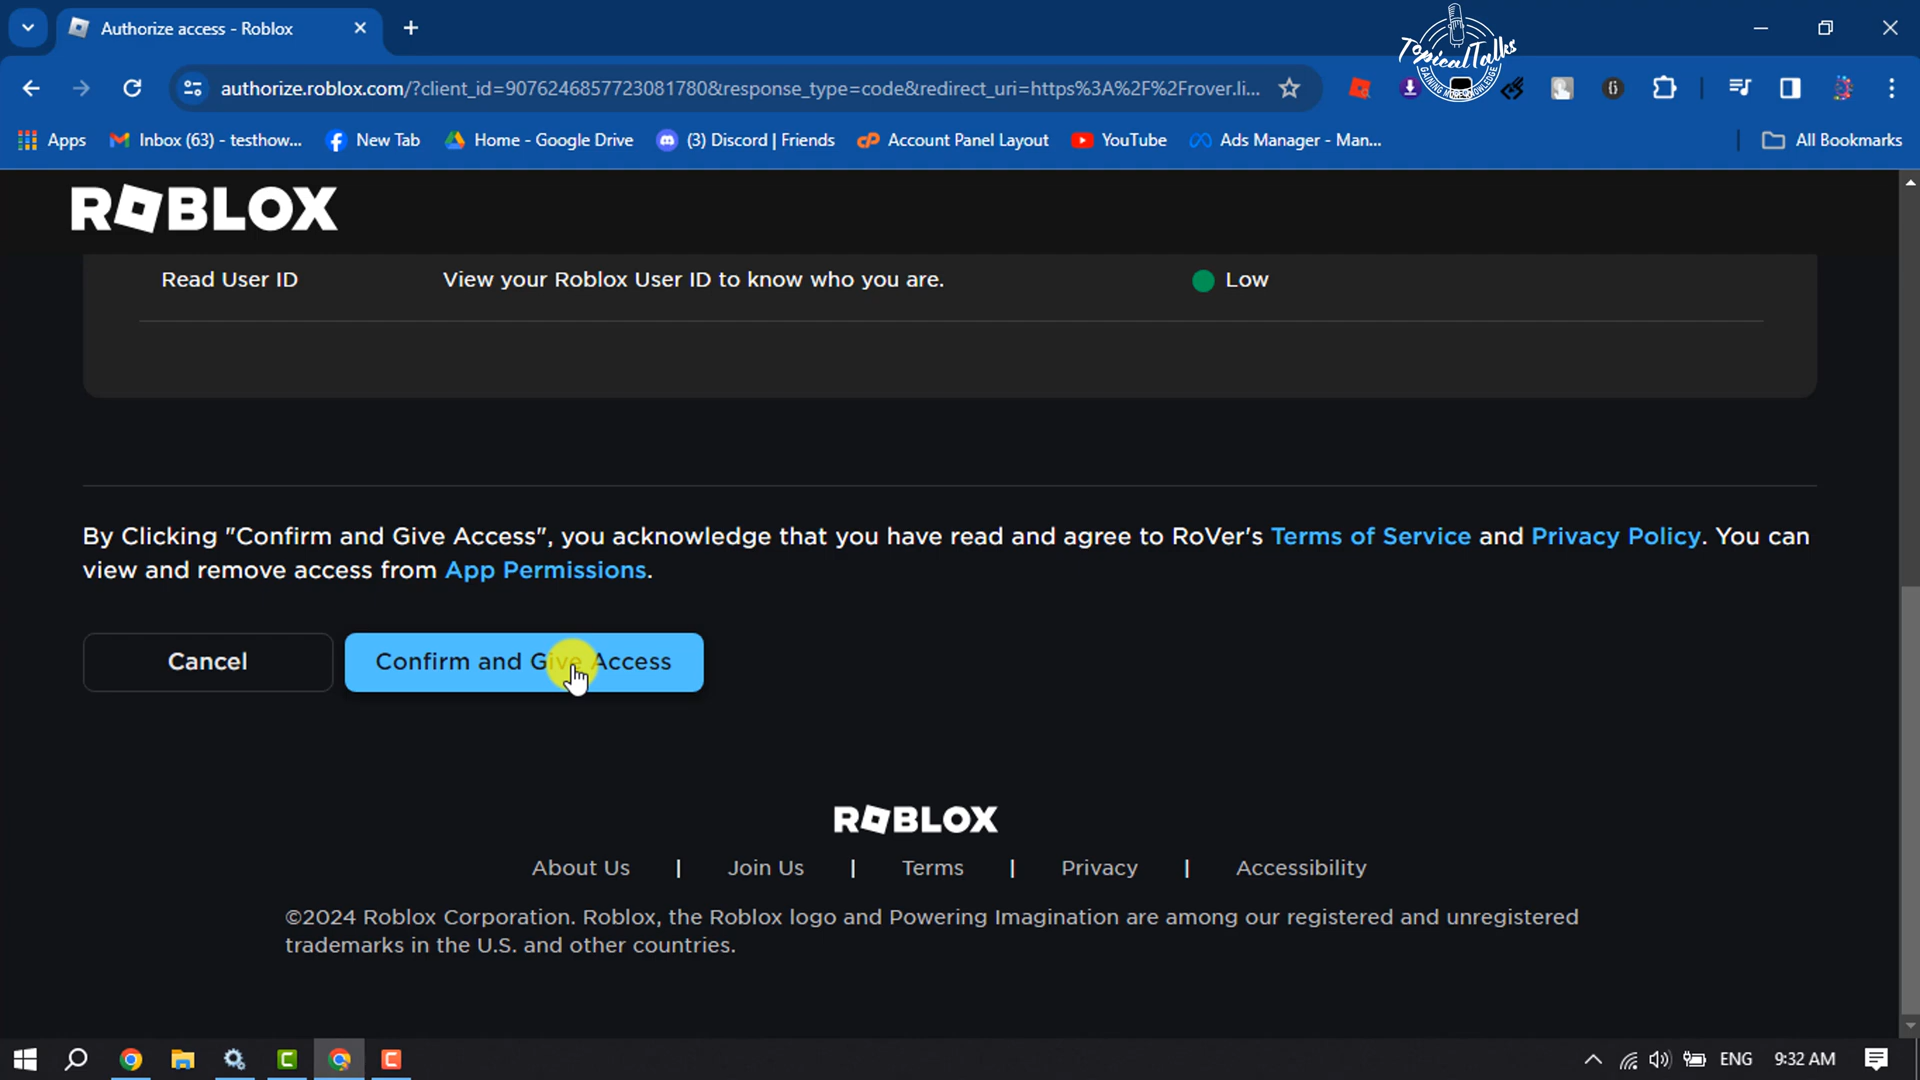 Authorize access - Roblox
TopicalTalks
GAINING MORE KNOWLEDGE
authorize.roblox.com/?client_id=9076246857723081780&response_type=code&redirect_uri=https%3A%2F%2Frover.li...
Apps
Inbox (63) - testhow...
New Tab
Home - Google Drive
(3) Discord | Friends
Account Panel Layout
YouTube
Ads Manager - Man...
All Bookmarks
ROBLOX
Read User ID View your Roblox User ID to know who you are. Low
By Clicking "Confirm and Give Access", you acknowledge that you have read and agree to RoVer's Terms of Service and Privacy Policy. You can
view and remove access from App Permissions.
Cancel
Confirm and Give Access
ROBLOX
About Us | Join Us | Terms | Privacy | Accessibility
©2024 Roblox Corporation. Roblox, the Roblox logo and Powering Imagination are among our registered and unregistered
trademarks in the U.S. and other countries.
ENG
9:32 AM